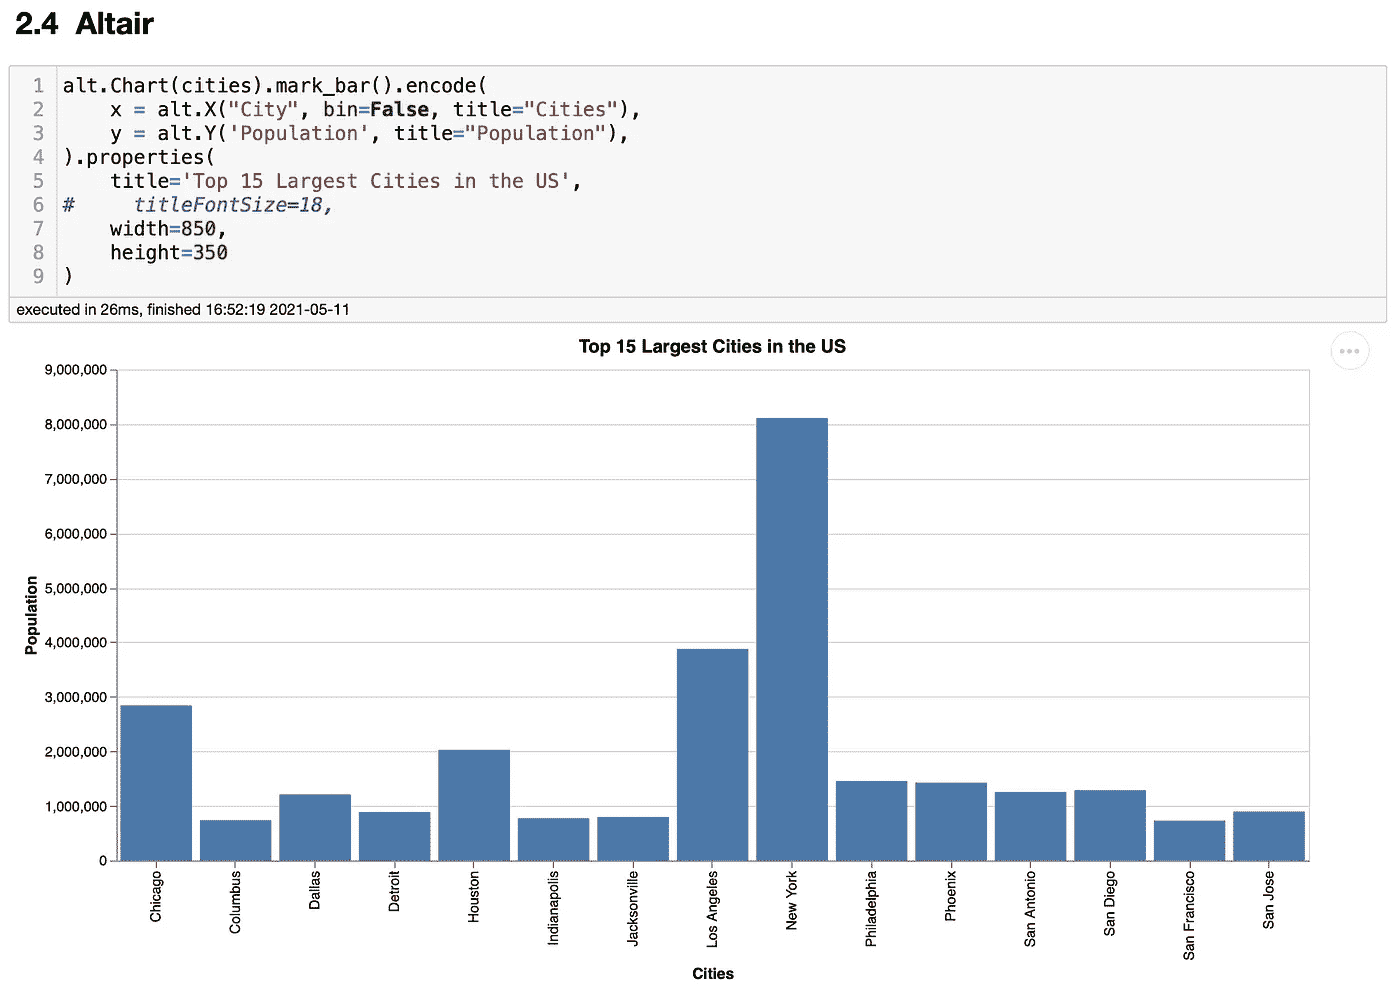 2.4 Altair
1 alt.Chart(cities).mark_bar().encode(
2     x = alt.X("City", bin=False, title="Cities"),
3     y = alt.Y('Population', title="Population"),
4 ).properties(
5     title='Top 15 Largest Cities in the US',
6 #     titleFontSize=18,
7     width=850,
8     height=350
9 )
executed in 26ms, finished 16:52:19 2021-05-11
Top 15 Largest Cities in the US
9,000,000
8,000,000
7,000,000
6,000,000
5,000,000
4,000,000
3,000,000
2,000,000
1,000,000
0
Population
Chicago
Columbus
Dallas
Detroit
Houston
Indianapolis
Jacksonville
Los Angeles
New York
Philadelphia
Phoenix
San Antonio
San Diego
San Francisco
San Jose
Cities